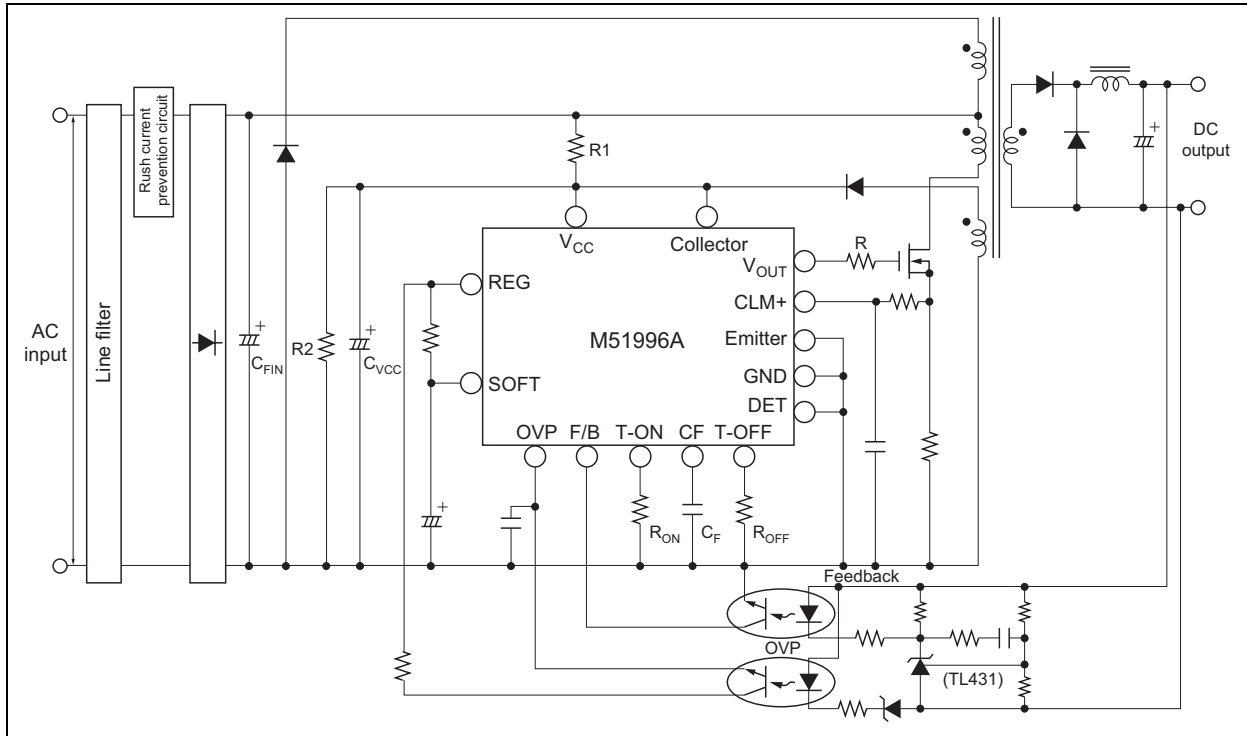 Rush current
prevention circuit
AC
input
Line filter
+
C_FIN
R2
+
C_VCC
R1
V_CC
Collector
REG
SOFT
+
M51996A
V_OUT
CLM+
Emitter
GND
DET
R
OVP F/B T-ON CF T-OFF
R_ON
C_F
R_OFF
+
DC
output
Feedback
OVP
(TL431)